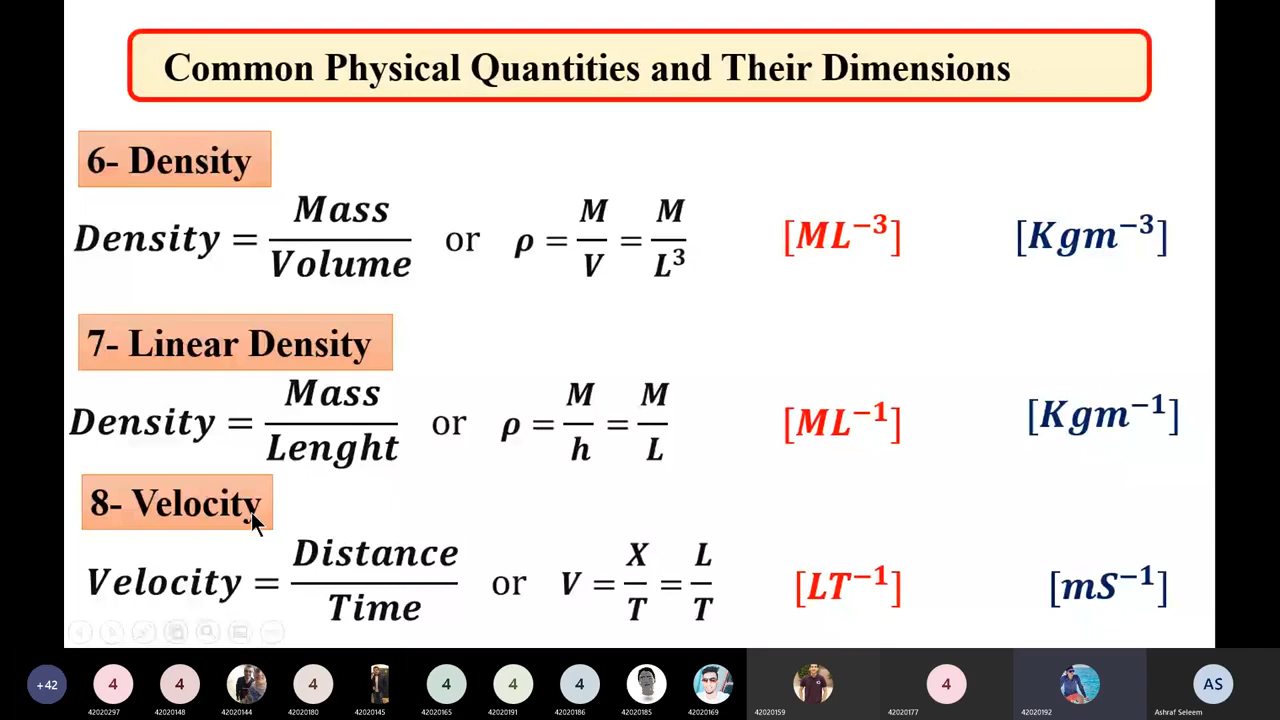 Common Physical Quantities and Their Dimensions
6- Density
Density = Mass / Volume or ρ = M / V = M / L³ [ML⁻³] [Kgm⁻³]
7- Linear Density
Density = Mass / Lenght or ρ = M / h = M / L [ML⁻¹] [Kgm⁻¹]
8- Velocity
Velocity = Distance / Time or V = X / T = L / T [LT⁻¹] [mS⁻¹]
+42 4 4 4 4 4 4 4 AS
42020297 42020148 42020144 42020180 42020145 42020165 42020191 42020186 42020185 42020169 42020159 42020177 42020192 Ashraf Seleem